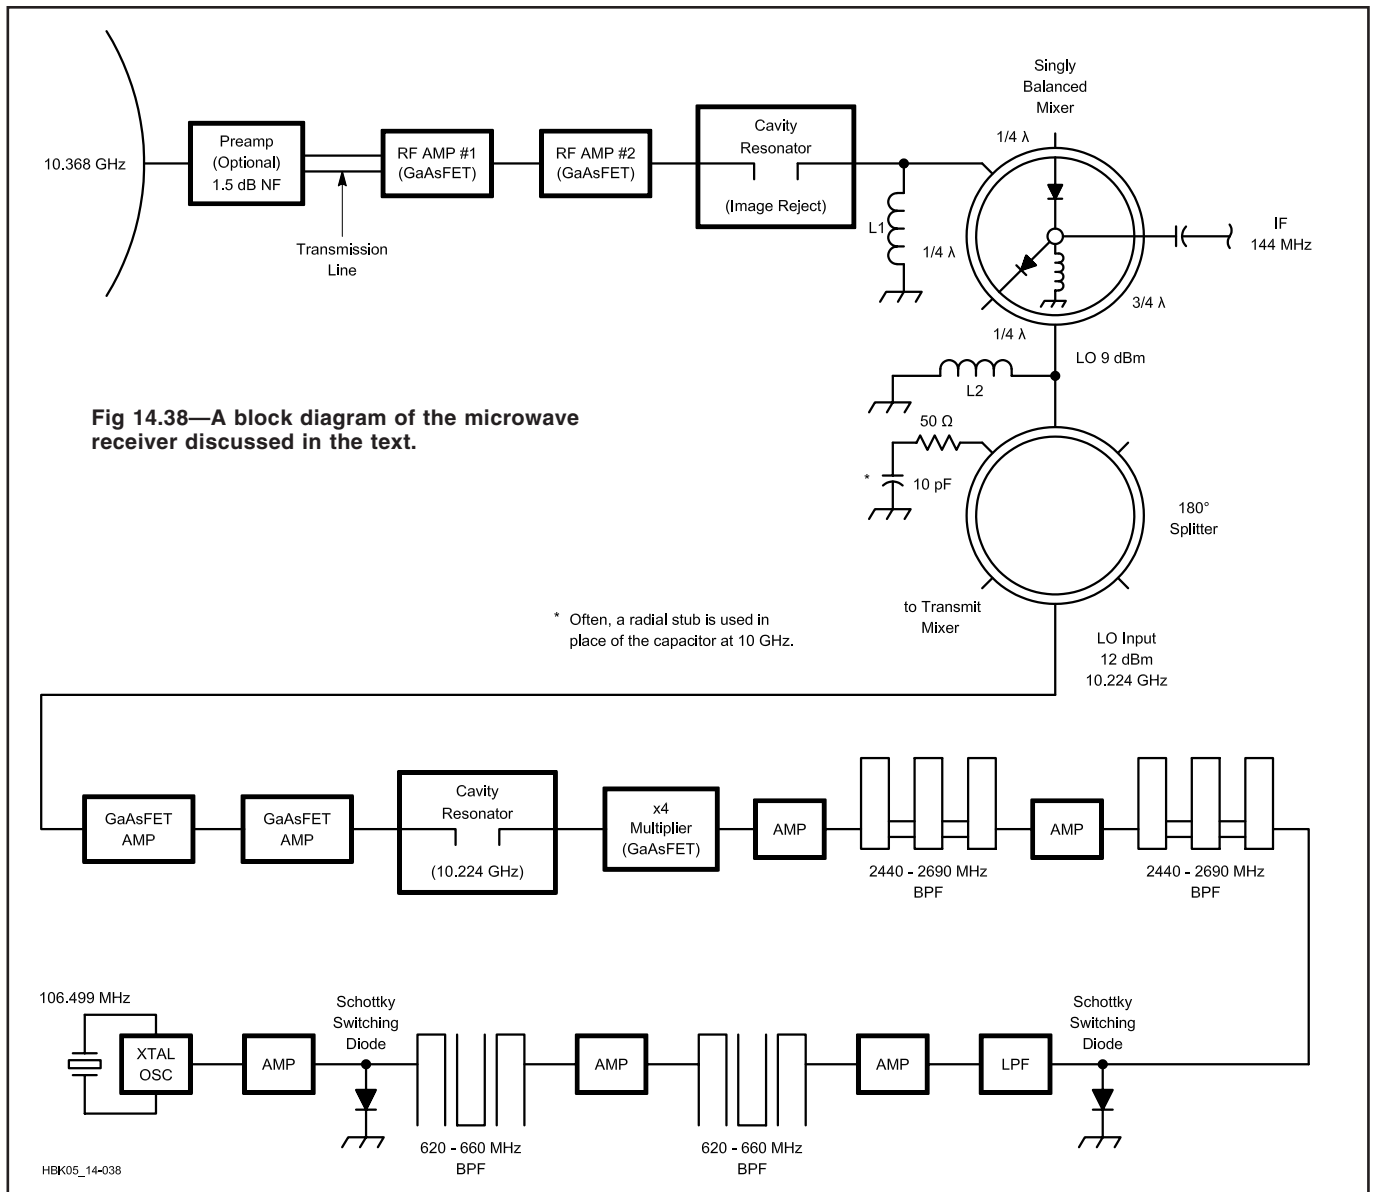 10.368 GHz
Preamp
(Optional)
1.5 dB NF
Transmission
Line
RF AMP #1
(GaAsFET)
RF AMP #2
(GaAsFET)
Cavity
Resonator
(Image Reject)
L1
Singly
Balanced
Mixer
1/4 λ
1/4 λ
1/4 λ
3/4 λ
IF
144 MHz
LO 9 dBm
L2
Fig 14.38—A block diagram of the microwave
receiver discussed in the text.
50 Ω
* 10 pF
180°
Splitter
to Transmit
Mixer
* Often, a radial stub is used in
place of the capacitor at 10 GHz.
LO Input
12 dBm
10.224 GHz
GaAsFET
AMP
GaAsFET
AMP
Cavity
Resonator
(10.224 GHz)
x4
Multiplier
(GaAsFET)
AMP
2440 - 2690 MHz
BPF
AMP
2440 - 2690 MHz
BPF
106.499 MHz
XTAL
OSC
AMP
Schottky
Switching
Diode
620 - 660 MHz
BPF
AMP
620 - 660 MHz
BPF
AMP
LPF
Schottky
Switching
Diode
HBK05_14-038